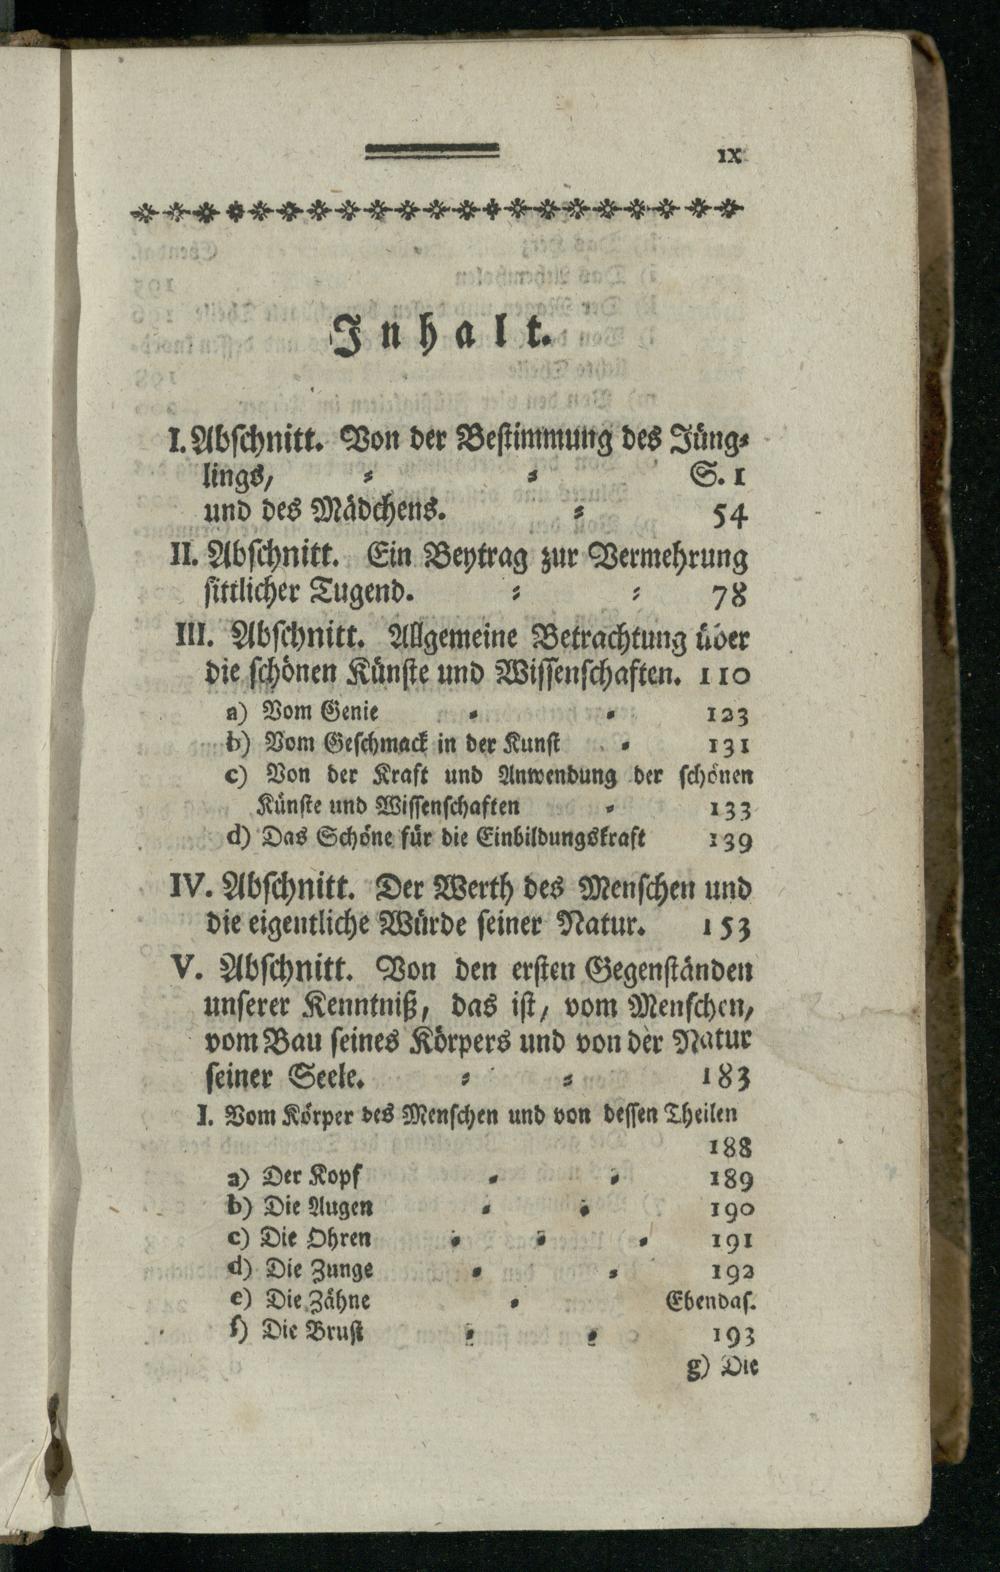 IX
Inhalt.
I. Abschnitt. Von der Bestimmung des Jüng⸗
lings, ⸗ ⸗ S. 1
und des Mädchens. ⸗ 54
II. Abschnitt. Ein Beytrag zur Vermehrung
sittlicher Tugend. ⸗ ⸗ 78
III. Abschnitt. Allgemeine Betrachtung über
die schönen Künste und Wissenschaften. 110
a) Vom Genie ⸗ ⸗ 123
b) Vom Geschmack in der Kunst ⸗ 131
c) Von der Kraft und Anwendung der schönen
Künste und Wissenschaften ⸗ 133
d) Das Schöne für die Einbildungskraft 139
IV. Abschnitt. Der Werth des Menschen und
die eigentliche Würde seiner Natur. 153
V. Abschnitt. Von den ersten Gegenständen
unserer Kenntniß, das ist, vom Menschen,
vom Bau seines Körpers und von der Natur
seiner Seele. ⸗ ⸗ 183
I. Vom Körper des Menschen und von dessen Theilen
188
a) Der Kopf ⸗ ⸗ 189
b) Die Augen ⸗ ⸗ 190
c) Die Ohren ⸗ ⸗ ⸗ 191
d) Die Zunge ⸗ ⸗ 192
e) Die Zähne ⸗ Ebendas.
f) Die Brust ⸗ ⸗ 193
g) Die